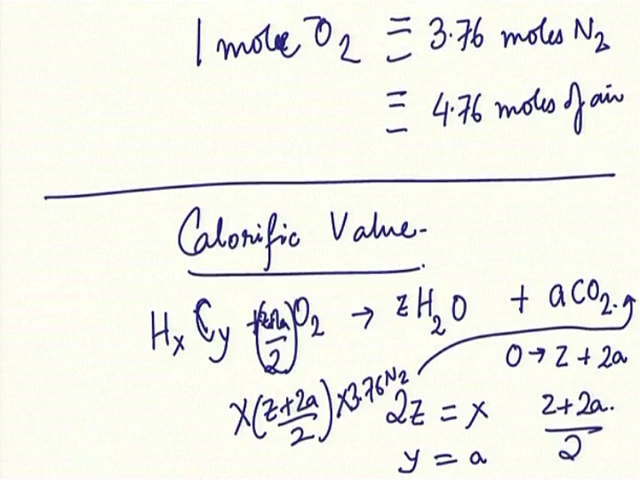 1 mole O2 ≡ 3.76 moles N2
≡ 4.76 moles of air
Calorific Value.
HxCy + (z+2a/2) O2 → zH2O + aCO2
O → z + 2a
x(z+2a/2) x 3.76 N2
2z = x
z+2a/2
y = a